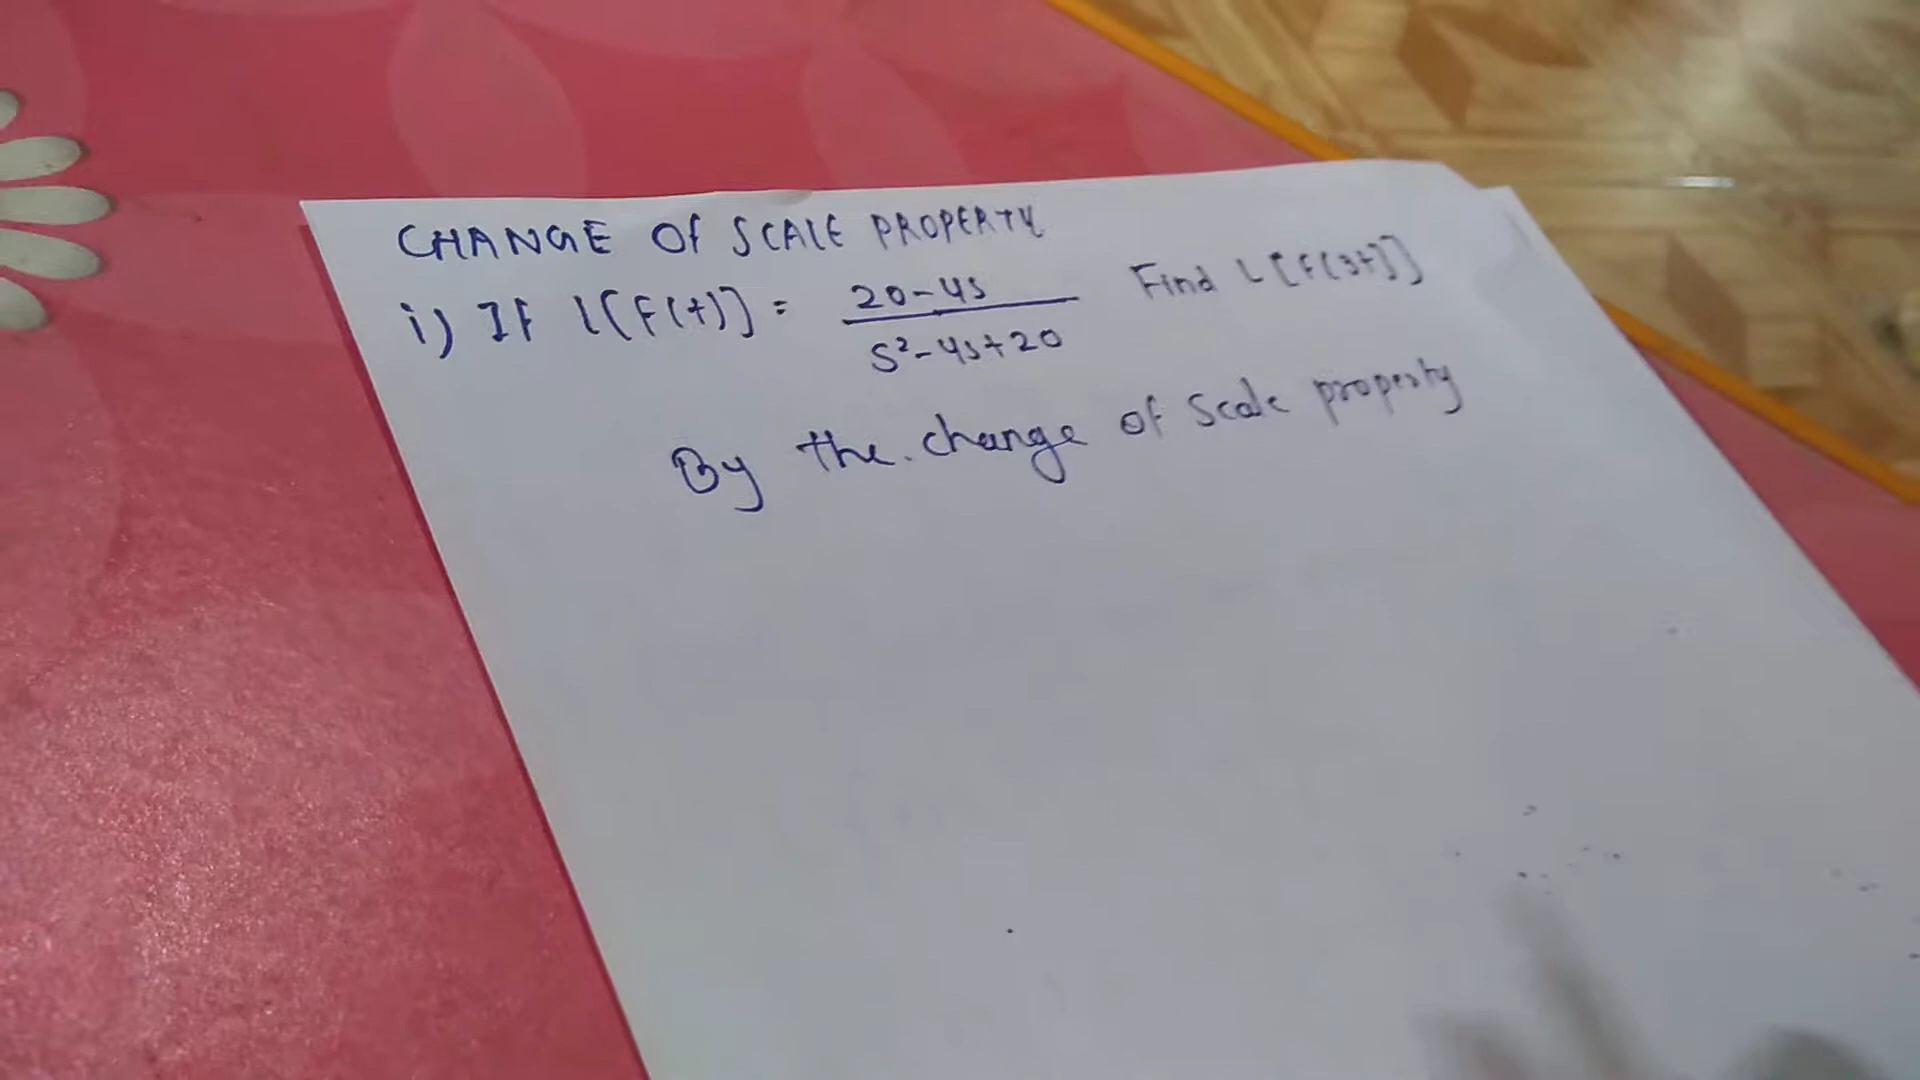 CHANGE Of SCALE PROPERTY
i) If L[F(t)] = 20-4s / s²-4s+20 Find L[F(3t)]
By the change of Scale property